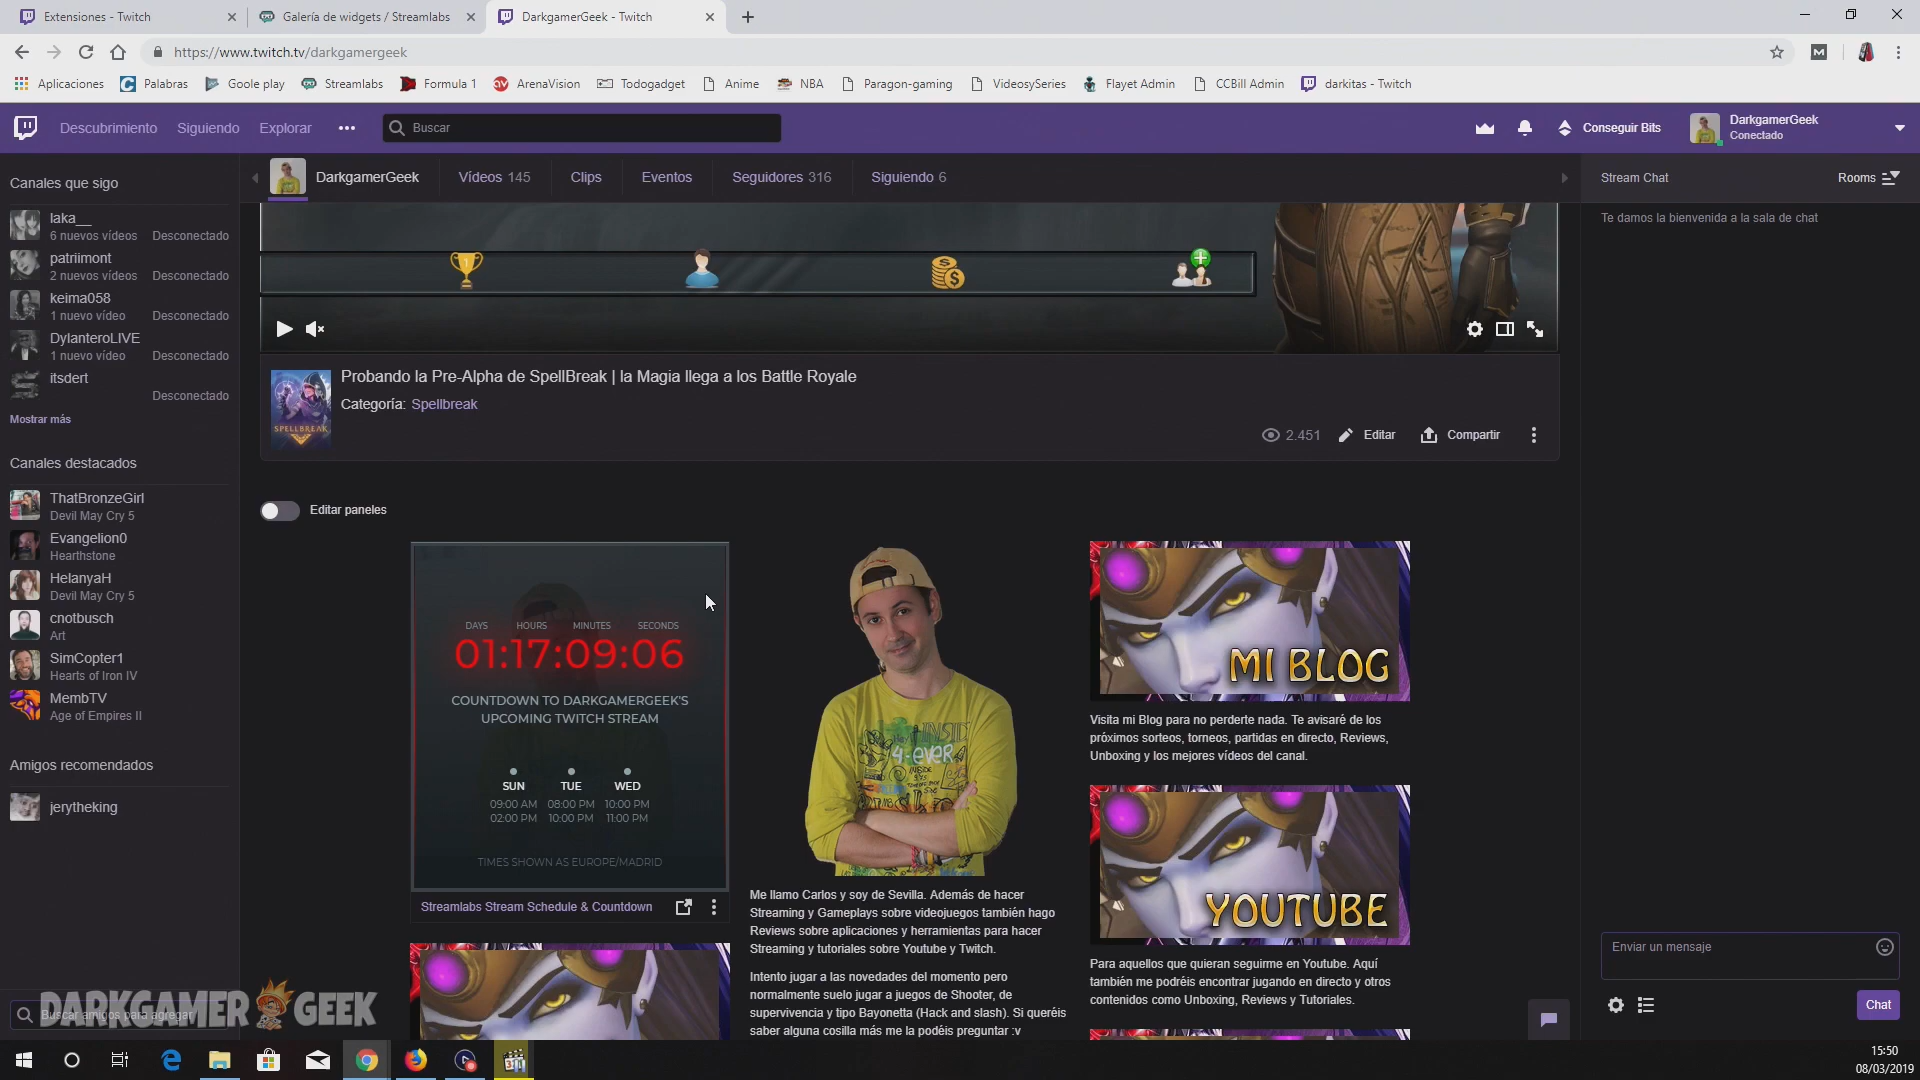 Extensiones - Twitch
Galería de widgets / Streamlabs
DarkgamerGeek - Twitch
https://www.twitch.tv/darkgamergeek
Aplicaciones
Palabras
Goole play
Streamlabs
Formula 1
ArenaVision
Todogadget
Anime
NBA
Paragon-gaming
VideosySeries
Flayet Admin
CCBill Admin
darkitas - Twitch
Descubrimiento
Siguiendo
Explorar
Buscar
Conseguir Bits
DarkgamerGeek
Conectado
Canales que sigo
laka__
6 nuevos vídeos Desconectado
patriimont
2 nuevos vídeos Desconectado
keima058
1 nuevo vídeo Desconectado
DylanteroLIVE
1 nuevo vídeo Desconectado
itsdert
Desconectado
Mostrar más
Canales destacados
ThatBronzeGirl
Devil May Cry 5
Evangelion0
Hearthstone
HelanyaH
Devil May Cry 5
cnotbusch
Art
SimCopter1
Hearts of Iron IV
MembTV
Age of Empires II
Amigos recomendados
jerytheking
Buscar amigos para agregar
DARKGAMER GEEK
DarkgamerGeek
Vídeos 145
Clips
Eventos
Seguidores 316
Siguiendo 6
SPELLBREAK
Probando la Pre-Alpha de SpellBreak | la Magia llega a los Battle Royale
Categoría: Spellbreak
2.451
Editar
Compartir
Editar paneles
DAYS HOURS MINUTES SECONDS
01:17:09:06
COUNTDOWN TO DARKGAMERGEEK'S
UPCOMING TWITCH STREAM
SUN TUE WED
09:00 AM 08:00 PM 10:00 PM
02:00 PM 10:00 PM 11:00 PM
TIMES SHOWN AS EUROPE/MADRID
Streamlabs Stream Schedule & Countdown
4-EVER
Me llamo Carlos y soy de Sevilla. Además de hacer
Streaming y Gameplays sobre videojuegos también hago
Reviews sobre aplicaciones y herramientas para hacer
Streaming y tutoriales sobre Youtube y Twitch.
Intento jugar a las novedades del momento pero
normalmente suelo jugar a juegos de Shooter, de
supervivencia y tipo Bayonetta (Hack and slash). Si queréis
saber alguna cosilla más me la podéis preguntar :v
MI BLOG
Visita mi Blog para no perderte nada. Te avisaré de los
próximos sorteos, torneos, partidas en directo, Reviews,
Unboxing y los mejores vídeos del canal.
YOUTUBE
Para aquellos que quieran seguirme en Youtube. Aquí
también me podréis encontrar jugando en directo y otros
contenidos como Unboxing, Reviews y Tutoriales.
Stream Chat
Rooms
Te damos la bienvenida a la sala de chat
Enviar un mensaje
Chat
15:50
08/03/2019